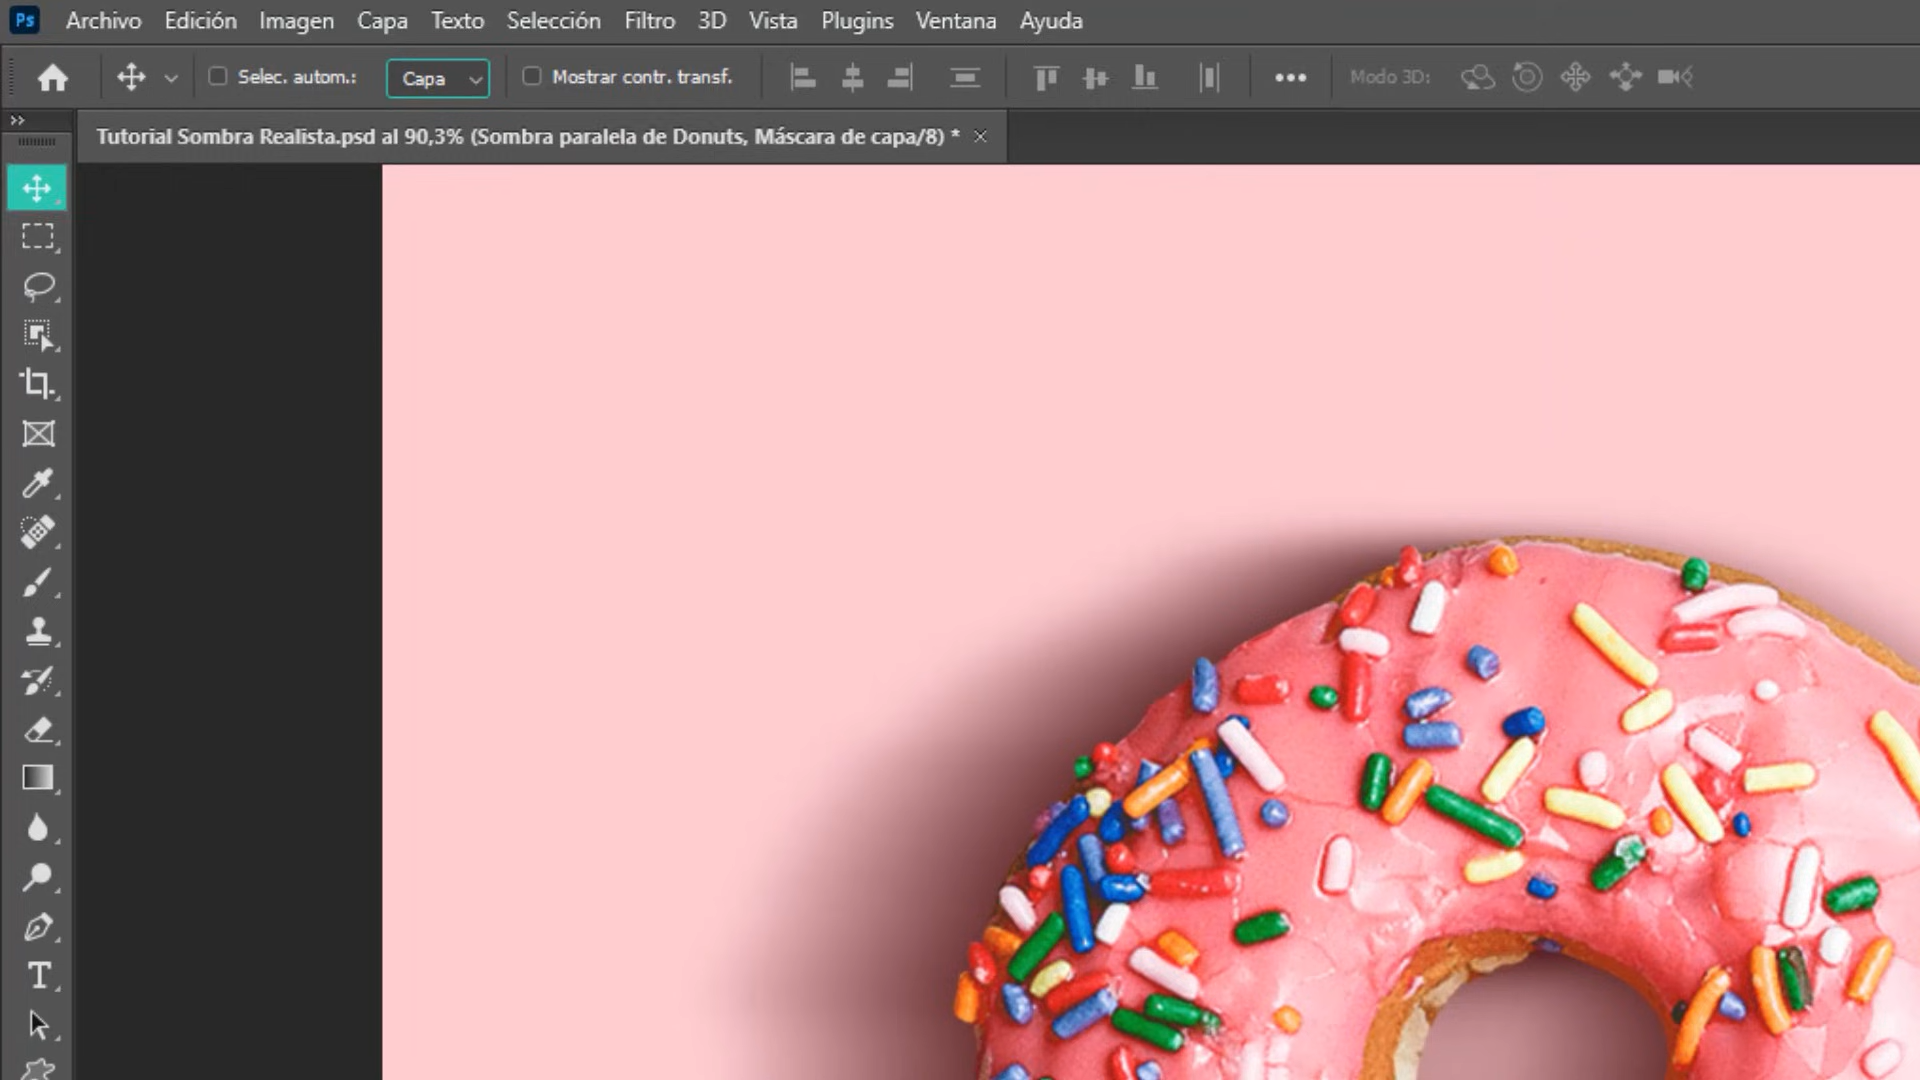 Ps Archivo Edición Imagen Capa Texto Selección Filtro 3D Vista Plugins Ventana Ayuda
Selec. autom.: Capa Mostrar contr. transf. Modo 3D:
Tutorial Sombra Realista.psd al 90,3% (Sombra paralela de Donuts, Máscara de capa/8) *